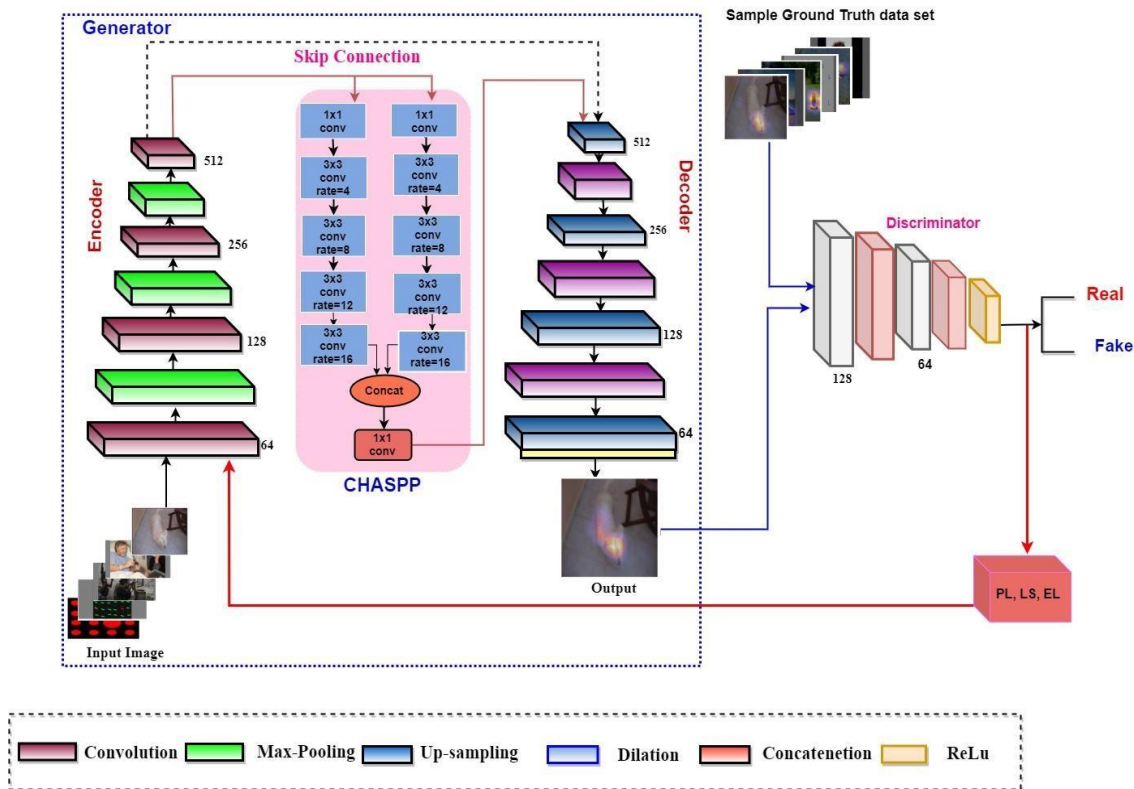 Sample Ground Truth data set
Generator
Skip Connection
1x1
conv
3x3
conv
rate=4
3x3
conv
rate=8
3x3
conv
rate=12
3x3
conv
rate=16
1x1
conv
3x3
conv
rate=4
3x3
conv
rate=8
3x3
conv
rate=12
3x3
conv
rate=16
Concat
1x1
conv
CHASPP
Encoder
512
256
128
64
Input Image
Decoder
512
256
128
64
Output
Discriminator
128
64
Real
Fake
PL, LS, EL
Convolution
Max-Pooling
Up-sampling
Dilation
Concatenetion
ReLu